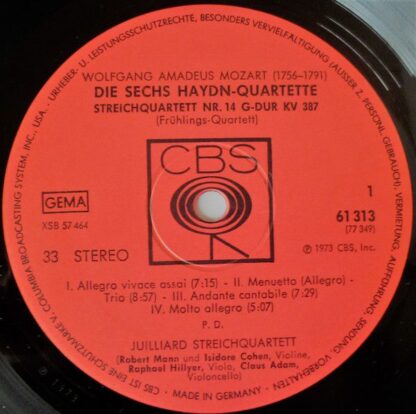 WOLFGANG AMADEUS MOZART (1756–1791)
DIE SECHS HAYDN-QUARTETTE
STREICHQUARTETT NR. 14 G-DUR KV 387
(Frühlings-Quartett)
CBS
GEMA
XSB 57 464
33 STEREO
1
61 313
(77 349)
Ⓟ 1973 CBS, Inc.
I. Allegro vivace assai (7:15) - II. Menuetto (Allegro) -
Trio (8:57) - III. Andante cantabile (7:29)
IV. Molto allegro (5:07)
P. D.
JUILLIARD STREICHQUARTETT
(Robert Mann und Isidore Cohen, Violine,
Raphael Hillyer, Viola, Claus Adam,
Violoncello)
MADE IN GERMANY
CBS IST EINE SCHUTZMARKE V. COLUMBIA BROADCASTING SYSTEM, INC., USA. - URHEBER- U. LEISTUNGSSCHUTZRECHTE, BESONDERS VERVIELFÄLTIGUNG (AUSSER Z. PERSÖNL. GEBRAUCH), VERMIETUNG, AUFFÜHRUNG, SENDUNG, VORBEHALTEN